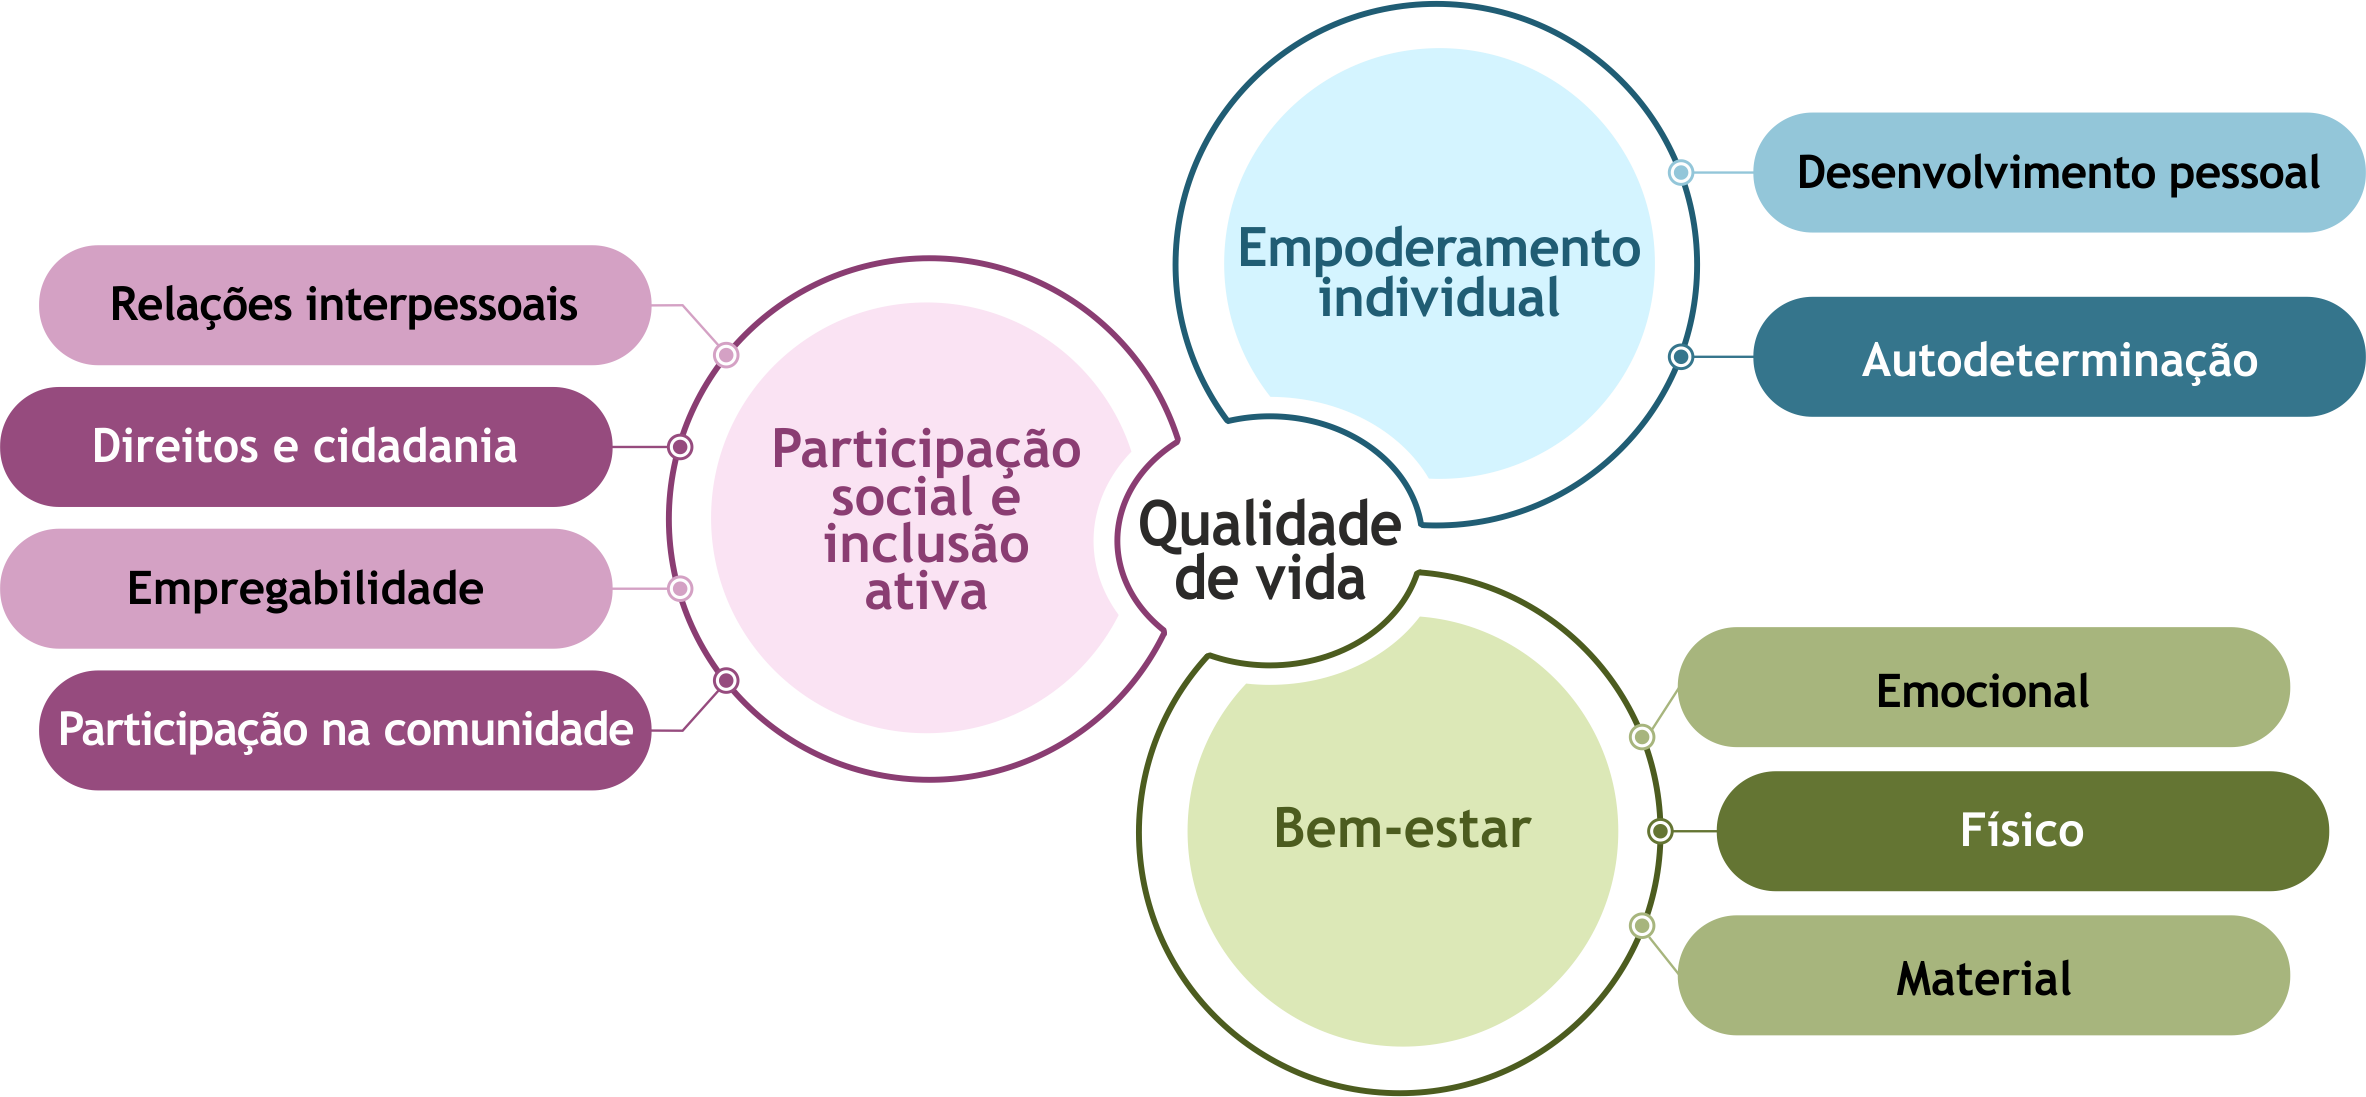 Relações interpessoais
Direitos e cidadania
Empregabilidade
Participação na comunidade
Participação
social e
inclusão
ativa
Qualidade
de vida
Empoderamento
individual
Desenvolvimento pessoal
Autodeterminação
Bem-estar
Emocional
Físico
Material